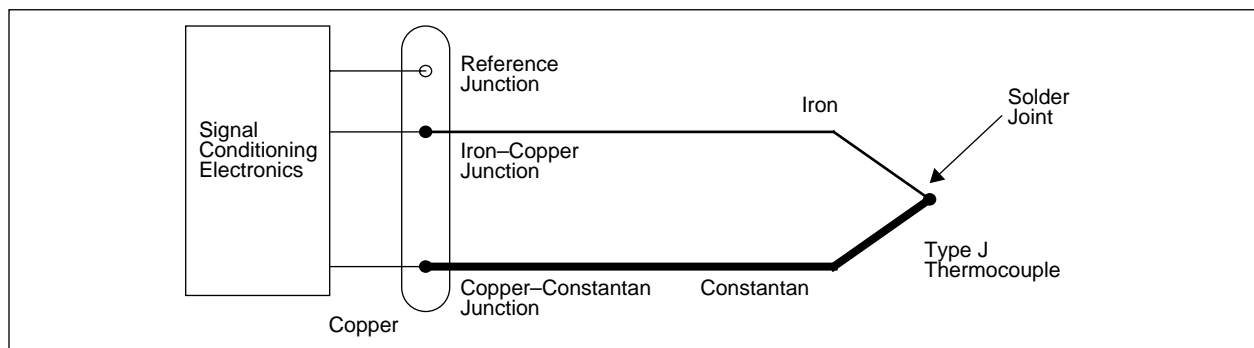 Reference
Junction
Iron
Solder
Joint
Signal
Conditioning
Electronics
Iron–Copper
Junction
Type J
Thermocouple
Copper–Constantan
Junction
Constantan
Copper